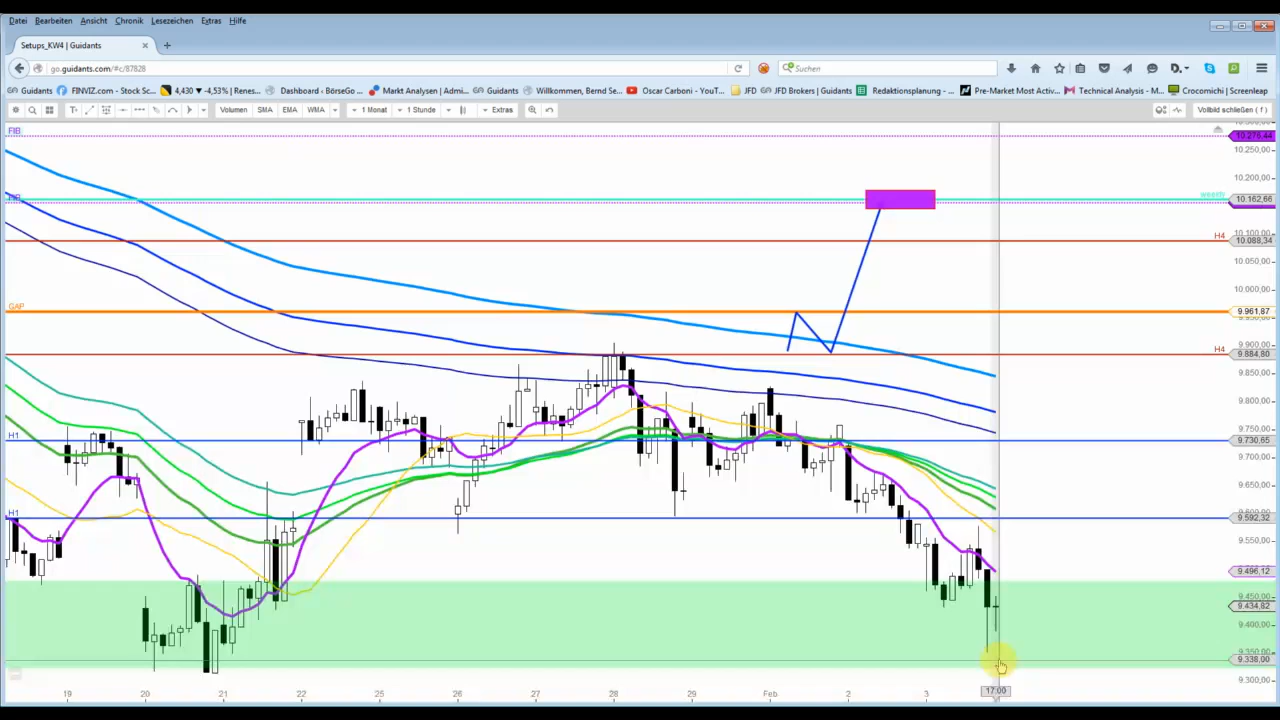 Datei Bearbeiten Ansicht Chronik Lesezeichen Extras Hilfe
Setups_KW4 | Guidants
go.guidants.com/#c/87828
Suchen
Guidants FINVIZ.com - Stock Sc... 4,430 ▼ -4,53% | Renes... Dashboard ‹ BörseGo ... Markt Analysen | Admi... Guidants Willkommen, Bernd Se... Oscar Carboni - YouT... JFD JFD Brokers | Guidants Redaktionsplanung - ... Pre-Market Most Activ... Technical Analysis - M... Crocomichi | Screenleap
Volumen SMA EMA WMA 1 Monat 1 Stunde Extras Vollbild schließen ( f )
FIB
10.276,44
10.250,00
10.200,00
weekly
10.162,66
10.100,00
H4
10.088,34
10.050,00
10.000,00
GAP
9.961,87
9.900,00
H4
9.884,80
9.850,00
9.800,00
9.750,00
H1
9.730,65
9.700,00
9.650,00
H1
9.592,32
9.550,00
9.496,12
9.450,00
9.434,82
9.400,00
9.338,00
9.300,00
19 20 21 22 25 26 27 28 29 Feb 2 3
17:00